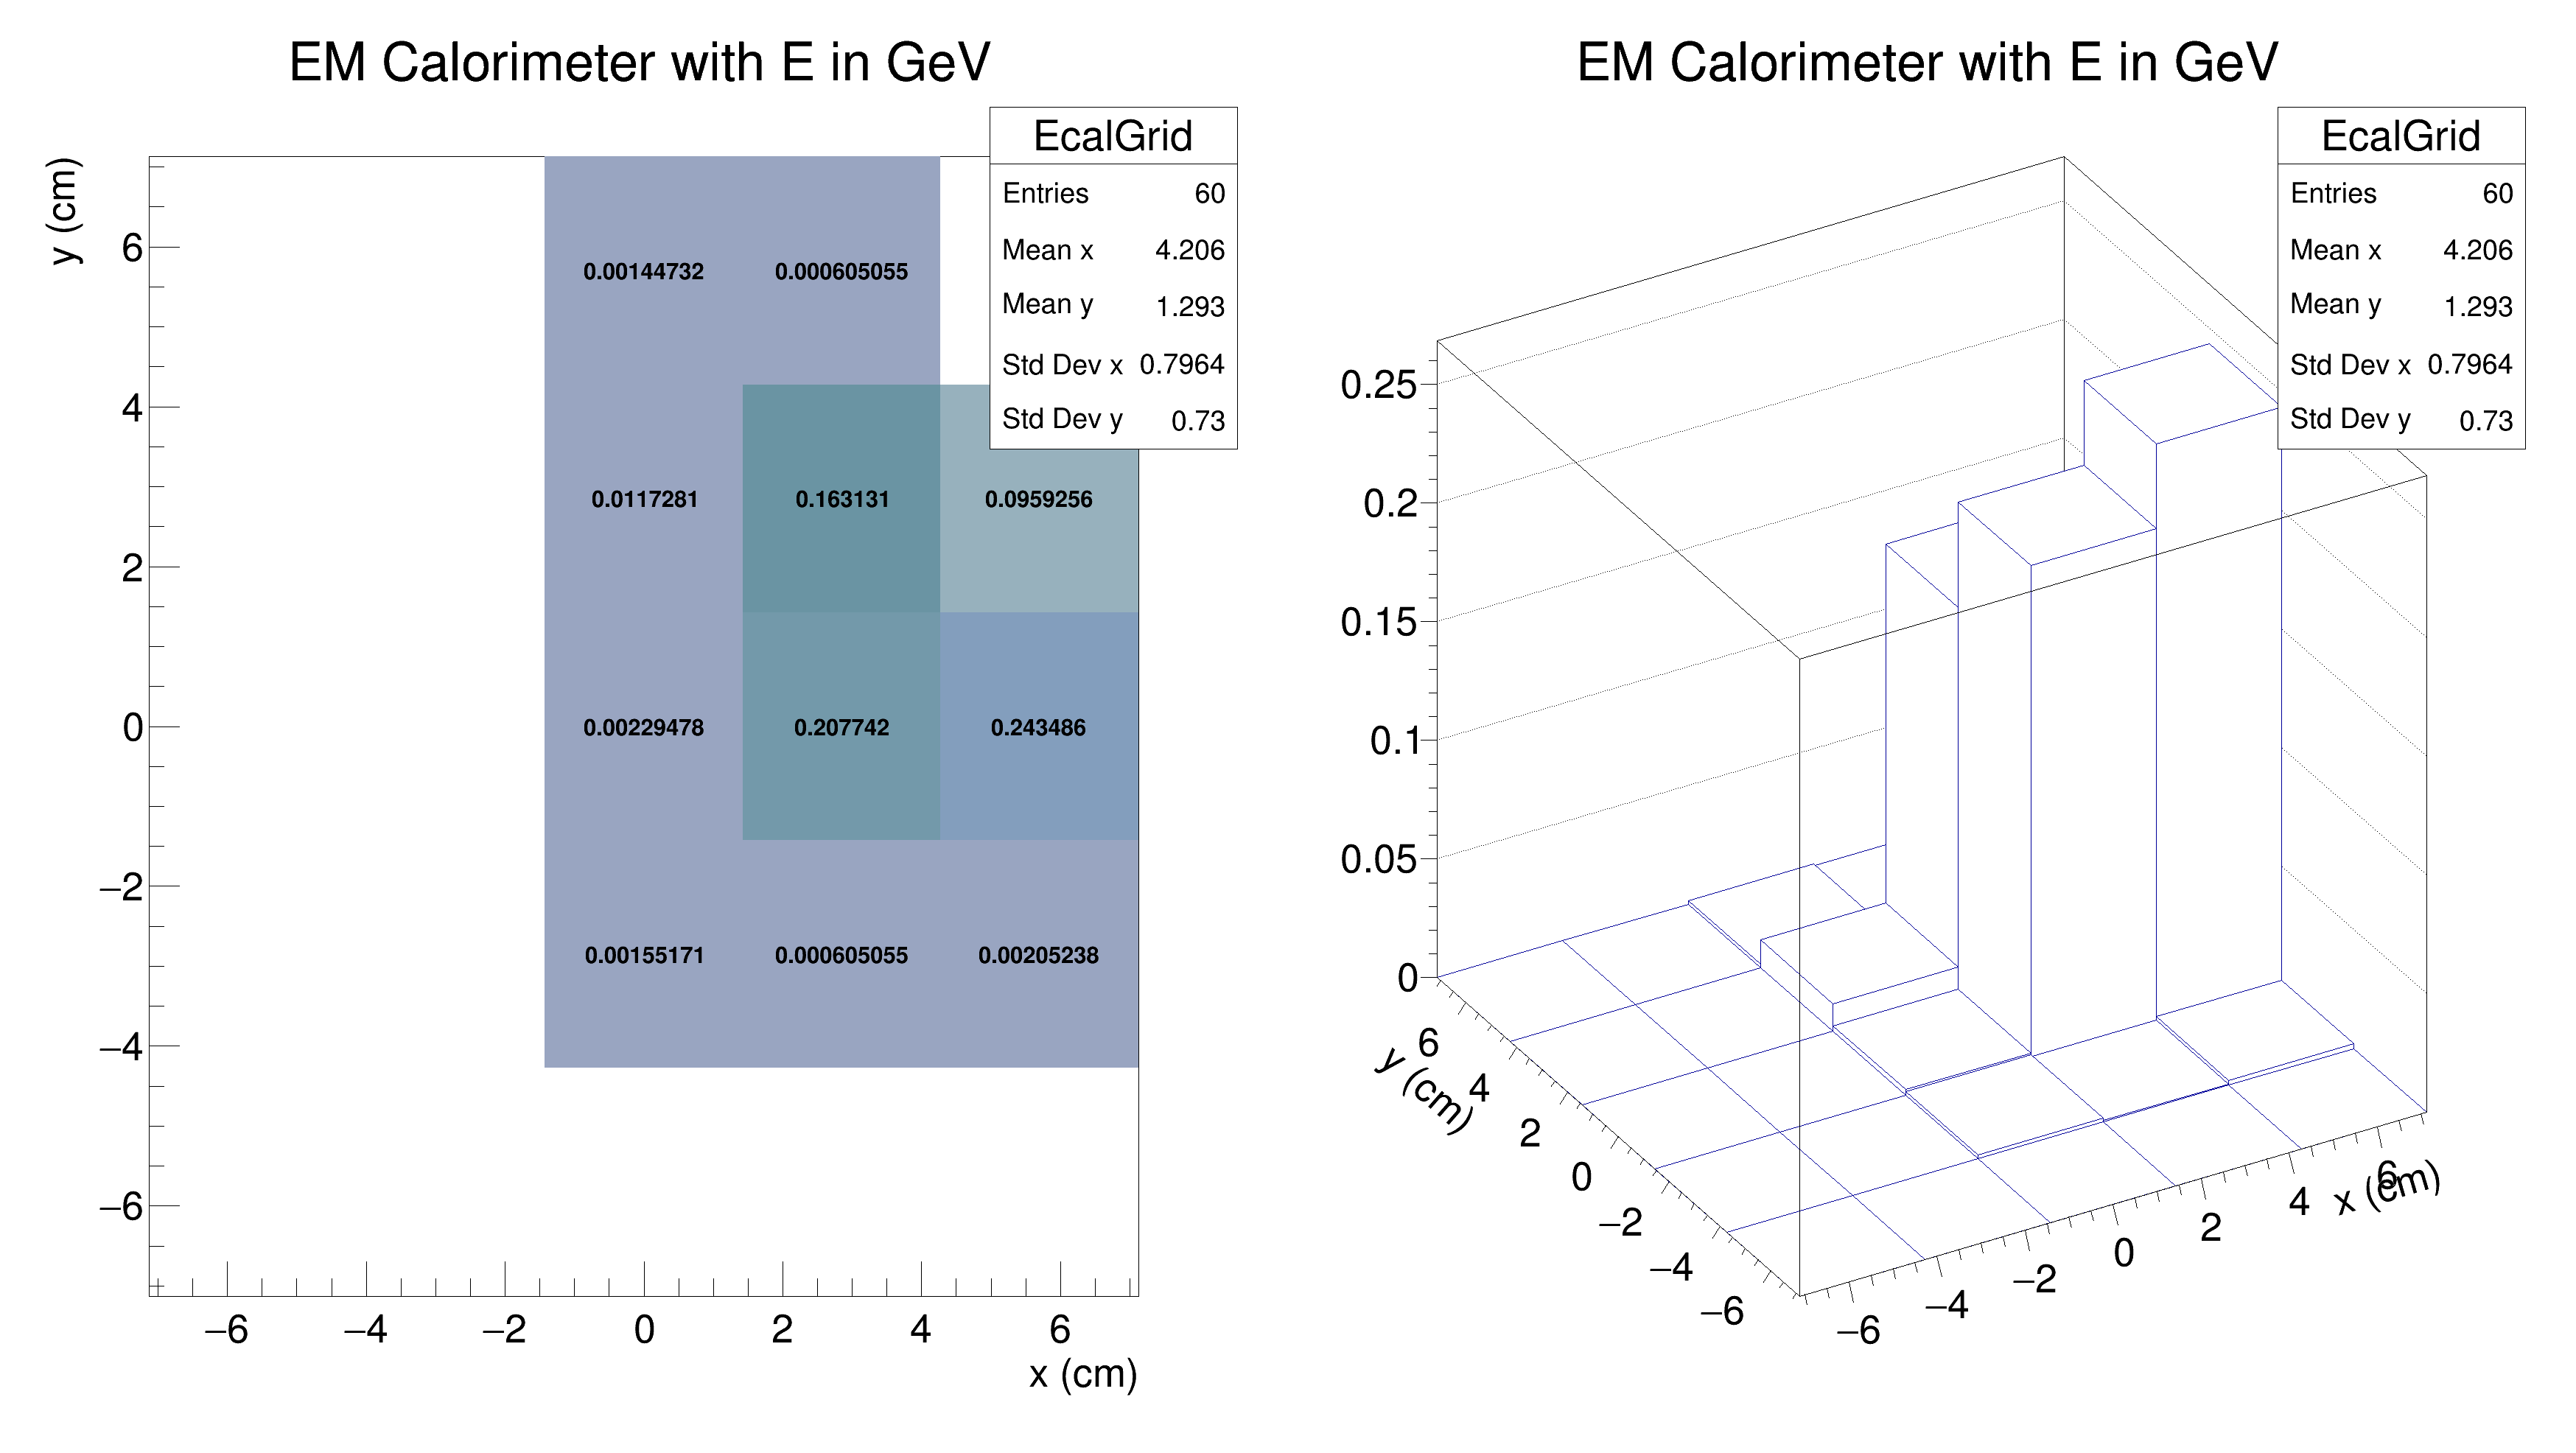 EM Calorimeter with E in GeV
EcalGrid
Entries 60
Mean x 4.206
Mean y 1.293
Std Dev x 0.7964
Std Dev y 0.73
y (cm)
6
4
2
0
−2
−4
−6
0.00144732 0.000605055
0.0117281 0.163131 0.0959256
0.00229478 0.207742 0.243486
0.00155171 0.000605055 0.00205238
−6 −4 −2 0 2 4 6
x (cm)
EM Calorimeter with E in GeV
EcalGrid
Entries 60
Mean x 4.206
Mean y 1.293
Std Dev x 0.7964
Std Dev y 0.73
0.25
0.2
0.15
0.1
0.05
0
6
4
2
0
−2
−4
−6
y (cm)
−6 −4 −2 0 2 4 6
x (cm)